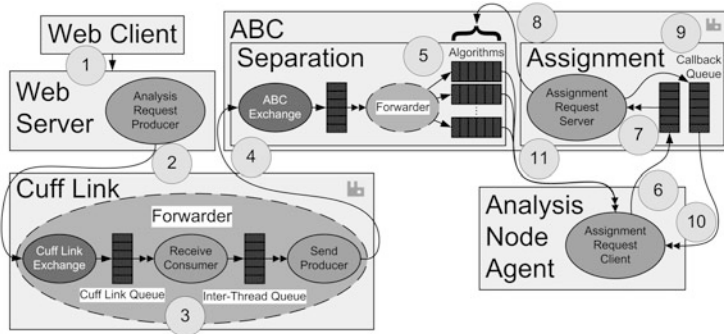 Web Client
1
Web
Server
Analysis
Request
Producer
2
Cuff Link
Forwarder
Cuff Link
Exchange
Receive
Consumer
Send
Producer
Cuff Link Queue
Inter-Thread Queue
3
4
ABC
Separation
ABC
Exchange
Forwarder
5
Algorithms
8
Assignment
9
Callback
Queue
Assignment
Request
Server
7
11
6
10
Analysis
Node
Agent
Assignment
Request
Client